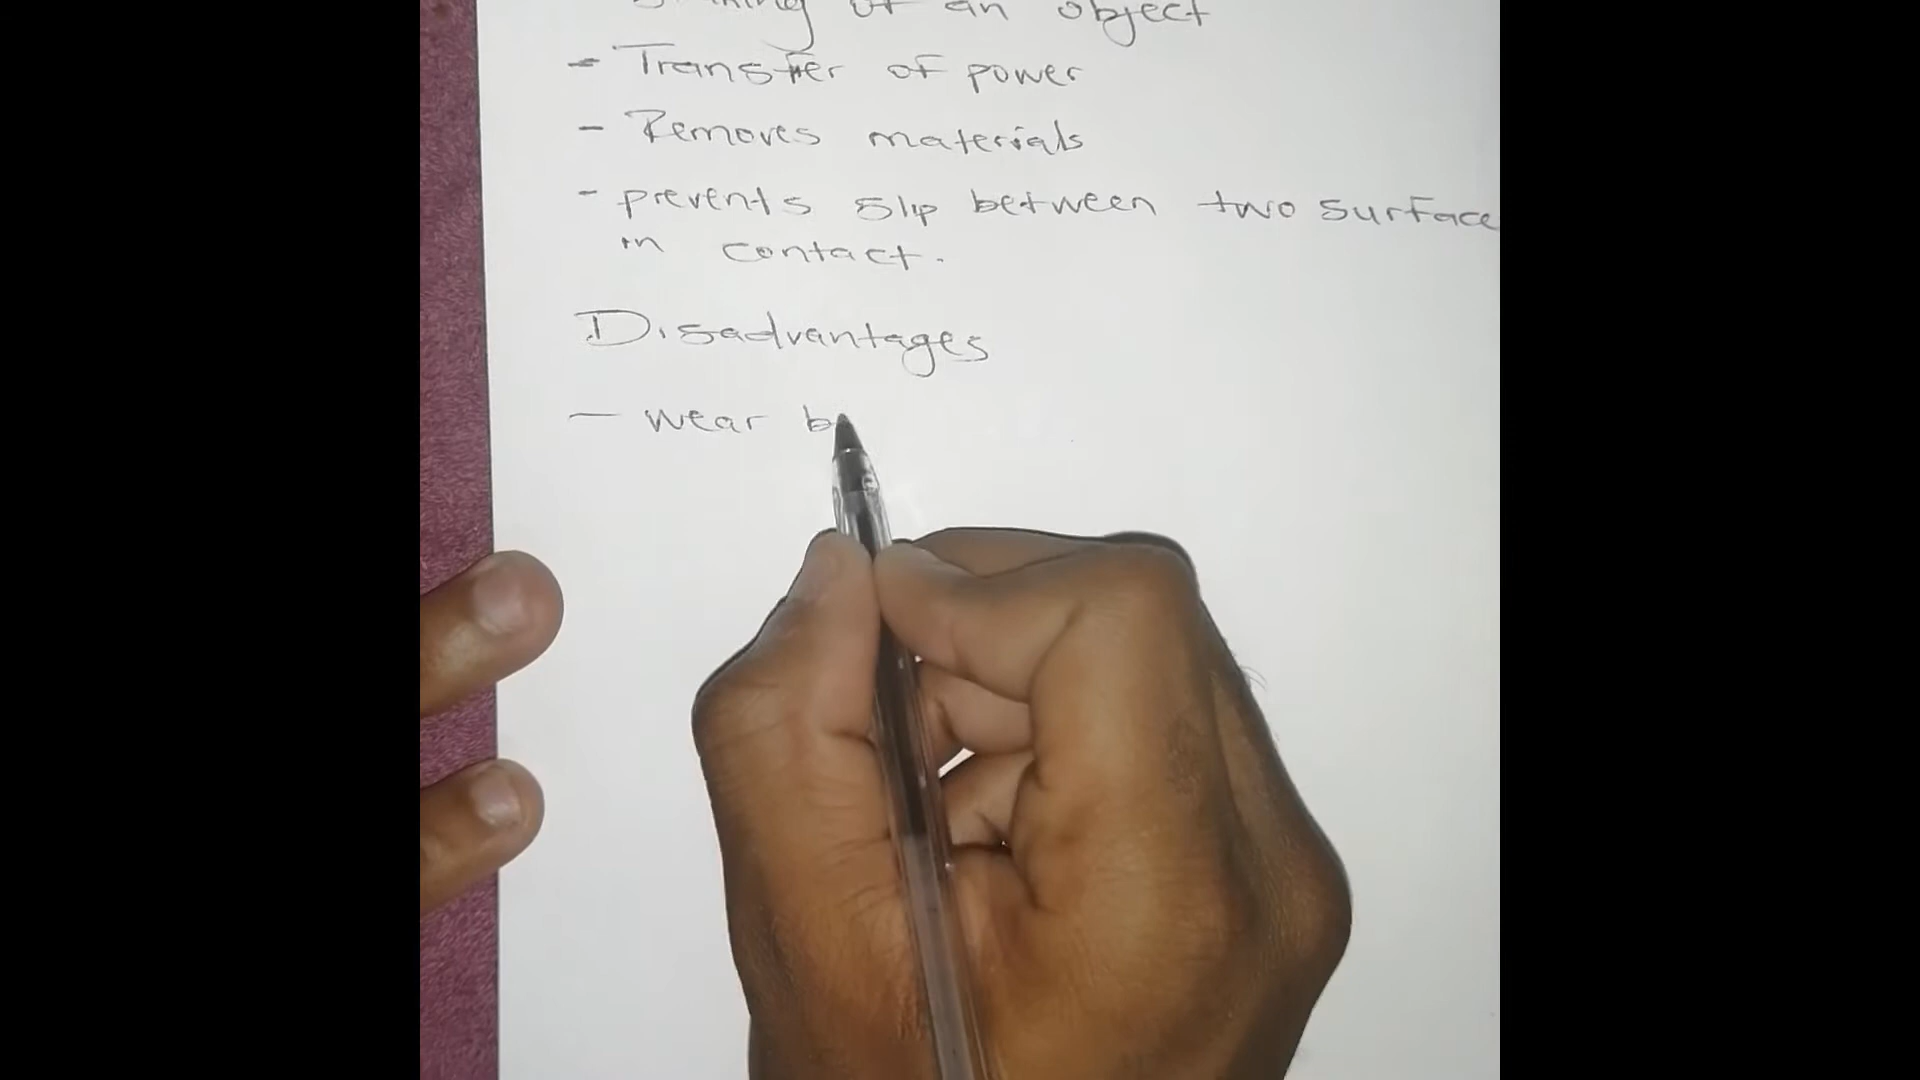 of an object
- Transfer of power
- Removes materials
- prevents slip between two surface
in contact.
Disadvantages
- wear b